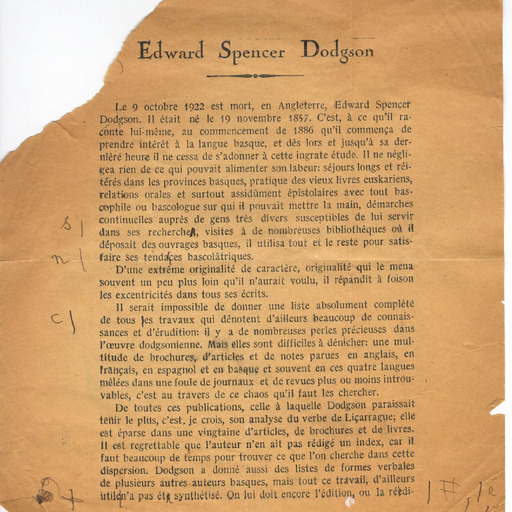 Edward Spencer Dodgson
Le 9 octobre 1922 est mort, en Angleterre, Edward Spencer
Dodgson. Il était né le 19 novembre 1857. C'est, à ce qu'il ra-
conte lui-même, au commencement de 1886 qu'il commença de
prendre intérêt à la langue basque, et dès lors et jusqu'à sa der-
nière heure il ne cessa de s'adonner à cette ingrate étude. Il ne négli-
gea rien de ce qui pouvait alimenter son labeur: séjours longs et réi-
térés dans les provinces basques, pratique des vieux livres euskariens,
relations orales et surtout assidûment épistolaires avec tout bas-
cophile ou bascologue sur qui il pouvait mettre la main, démarches
continuelles auprès de gens très divers susceptibles de lui servir
s/
dans ses recherches, visites à de nombreuses bibliothèques où il
déposait des ouvrages basques, il utilisa tout et le reste pour satis-
n/
faire ses tendaces bascolâtriques.
D'une extrême originalité de caractère, originalité qui le mena
souvent un peu plus loin qu'il n'aurait voulu, il répandit à foison
les excentricités dans tous ses écrits.
Il serait impossible de donner une liste absolument complète
c/
de tous les travaux qui dénotent d'ailleurs beaucoup de connais-
sances et d'érudition: il y a de nombreuses perles précieuses dans
l'œuvre dodgsonienne. Mais elles sont difficiles à dénicher: une mul-
titude de brochures, d'articles et de notes parues en anglais, en
français, en espagnol et en basque et souvent en ces quatre langues
mêlées dans une foule de journaux et de revues plus ou moins introu-
vables, c'est au travers de ce chaos qu'il faut les chercher.
De toutes ces publications, celle à laquelle Dodgson paraissait
tenir le plus, c'est, je crois, son analyse du verbe de Liçarrague; elle
est éparse dans une vingtaine d'articles, de brochures et de livres.
Il est regrettable que l'auteur n'en ait pas rédigé un index, car il
faut beaucoup de temps pour trouver ce que l'on cherche dans cette
dispersion. Dodgson a donné aussi des listes de formes verbales
de plusieurs autres auteurs basques, mais tout ce travail, d'ailleurs
utile, n'a pas été synthétisé. On lui doit encore l'édition, ou la réédi-